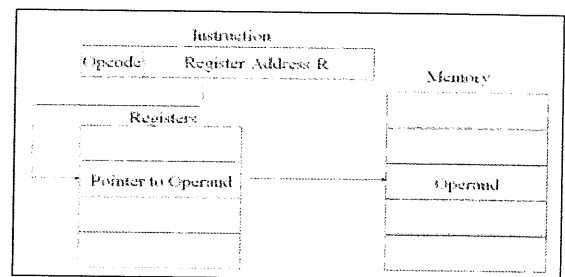 Instruction
Opcode Register Address R
Memory
Registers
Pointer to Operand
Operand